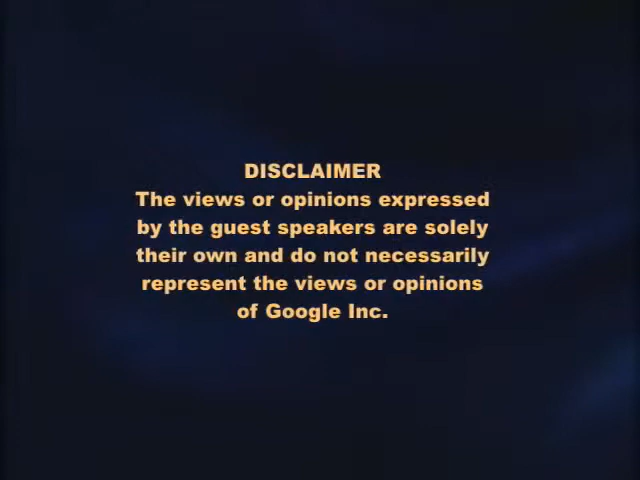 DISCLAIMER
The views or opinions expressed
by the guest speakers are solely
their own and do not necessarily
represent the views or opinions
of Google Inc.